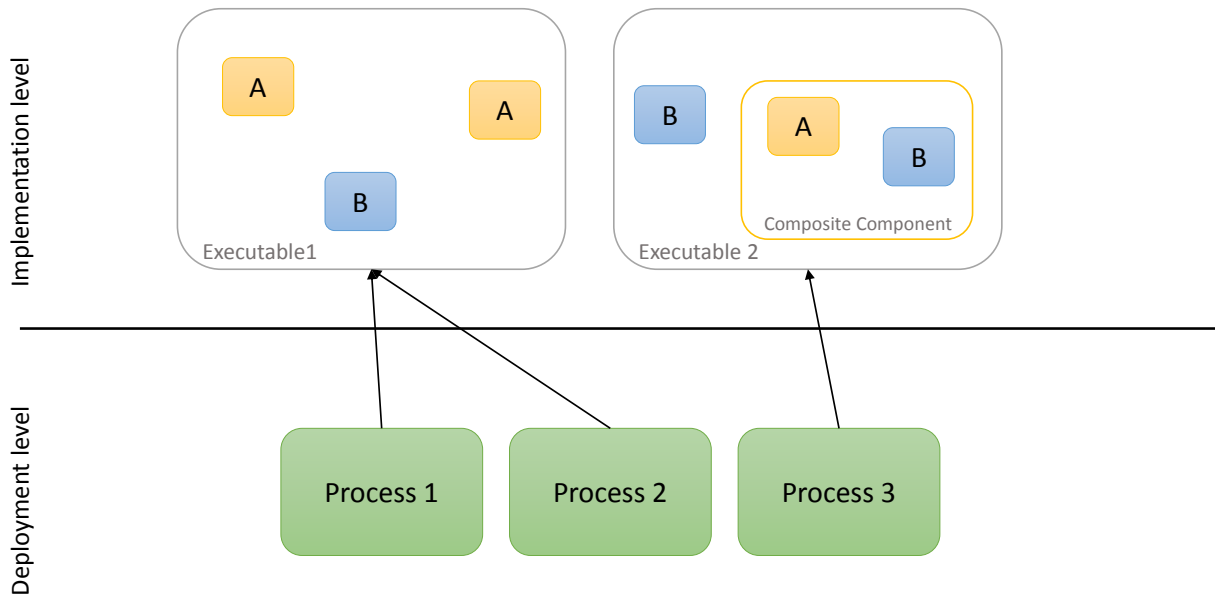 Implementation level
A
A
B
Executable1
B
A
B
Composite Component
Executable 2
Deployment level
Process 1
Process 2
Process 3